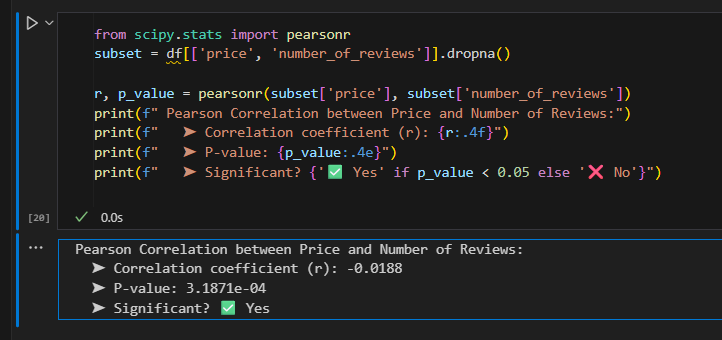 from scipy.stats import pearsonr
subset = df[['price', 'number_of_reviews']].dropna()
r, p_value = pearsonr(subset['price'], subset['number_of_reviews'])
print(f" Pearson Correlation between Price and Number of Reviews:")
print(f"   ➤ Correlation coefficient (r): {r:.4f}")
print(f"   ➤ P-value: {p_value:.4e}")
print(f"   ➤ Significant? {'✅ Yes' if p_value < 0.05 else '❌ No'}")
[20] ✓ 0.0s
... Pearson Correlation between Price and Number of Reviews:
➤ Correlation coefficient (r): -0.0188
➤ P-value: 3.1871e-04
➤ Significant? ✅ Yes